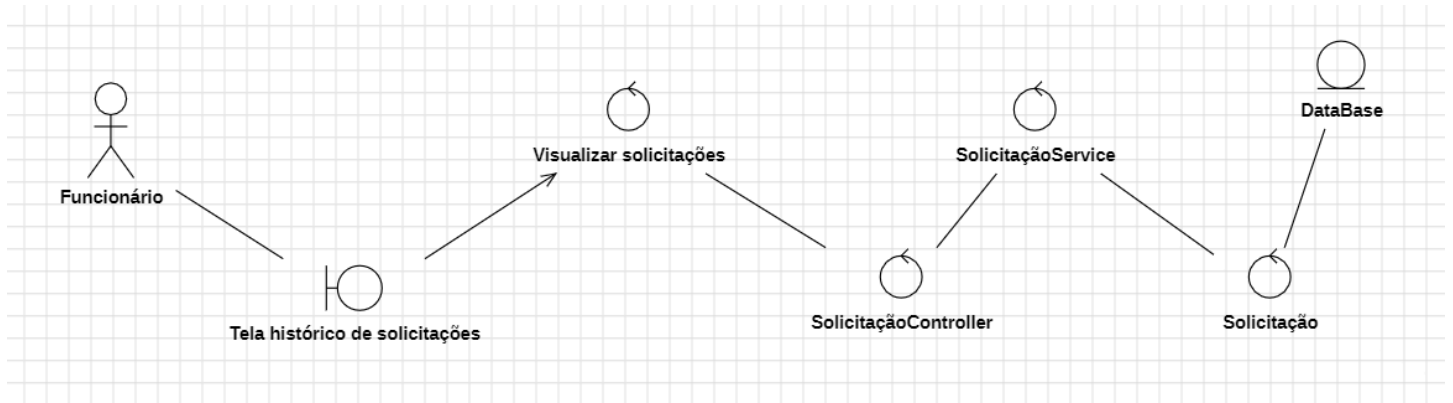 DataBase
Visualizar solicitações
SolicitaçãoService
Funcionário
Tela histórico de solicitações
SolicitaçãoController
Solicitação